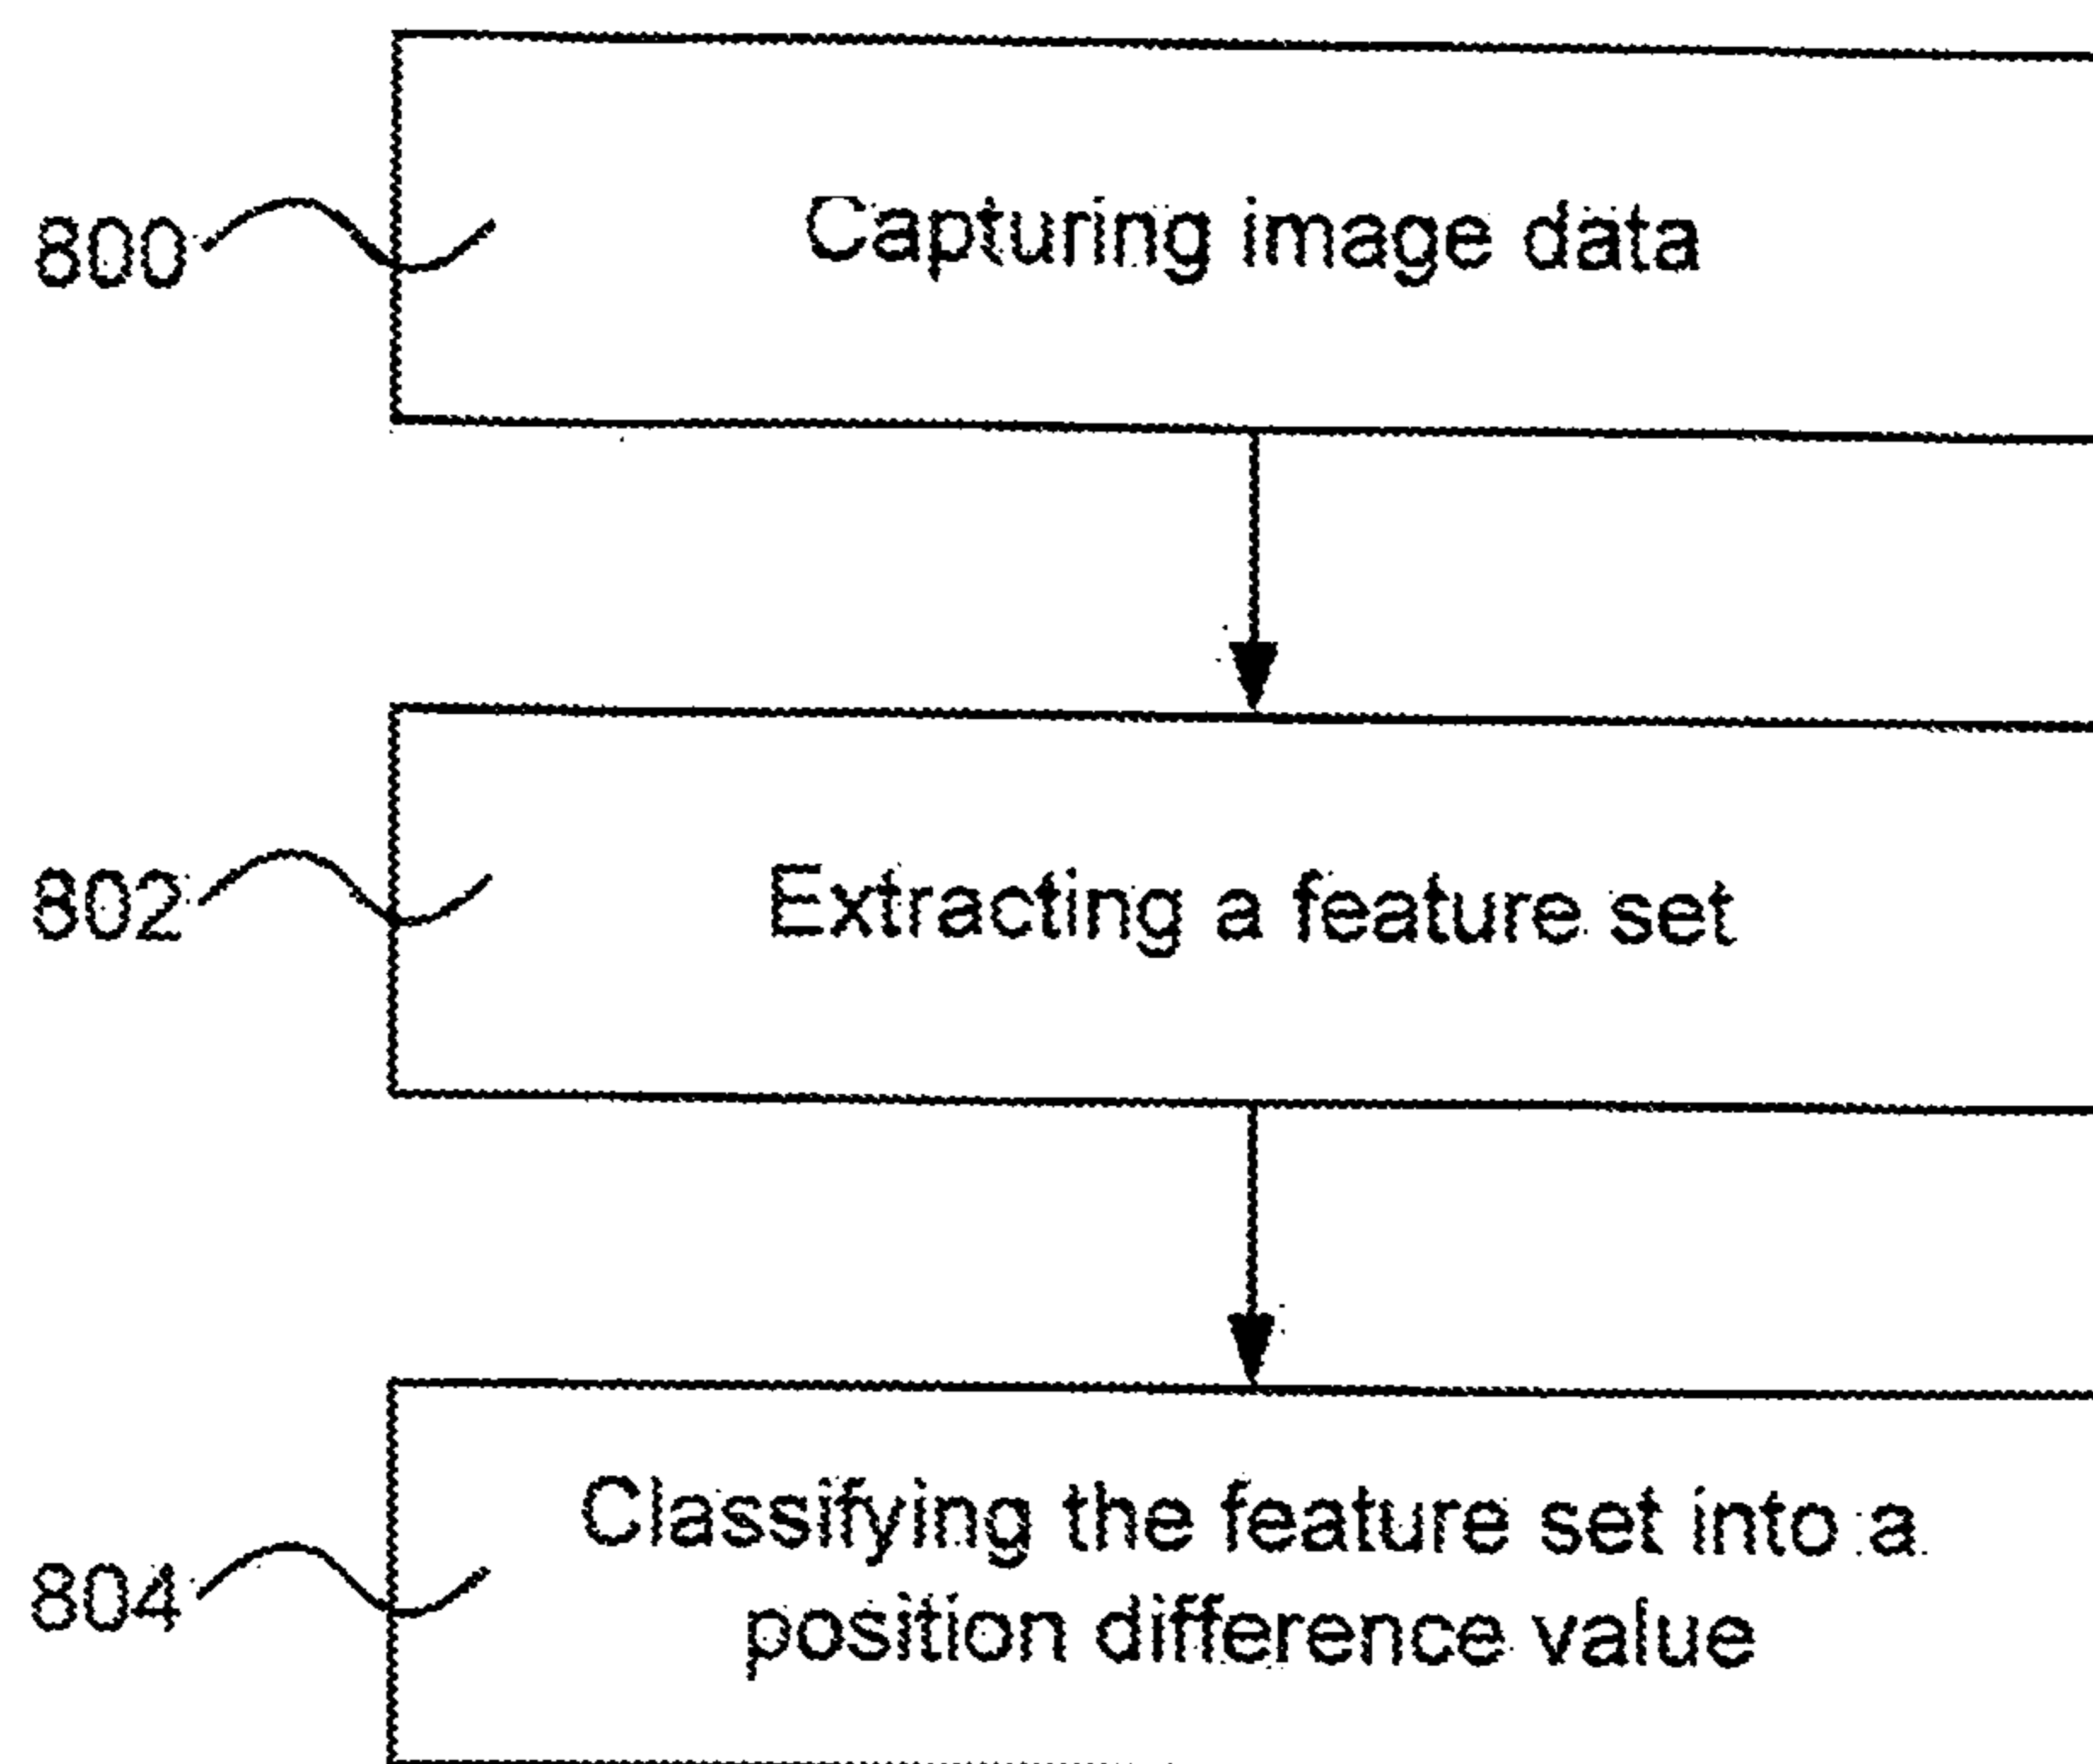 800
Capturing image data
802
Extracting a feature set
804
Classifying the feature set into a
position difference value